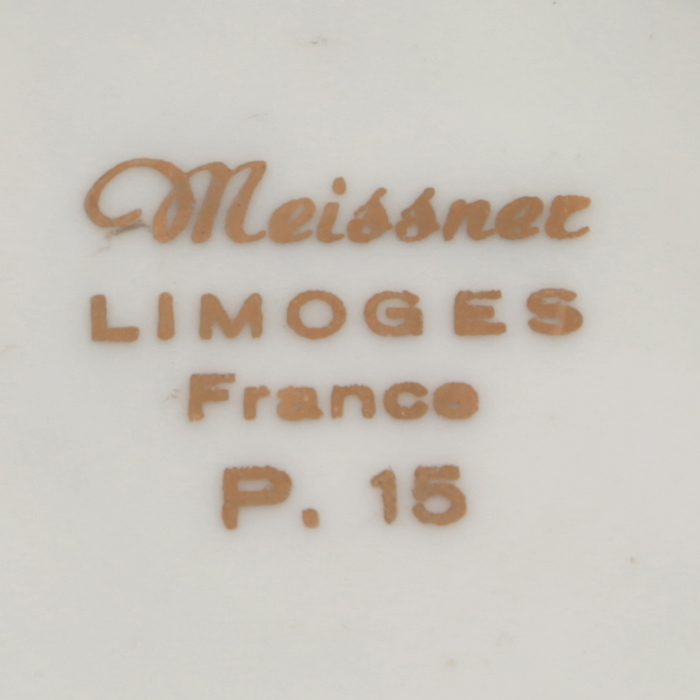 Meissner
LIMOGES
France
P. 15